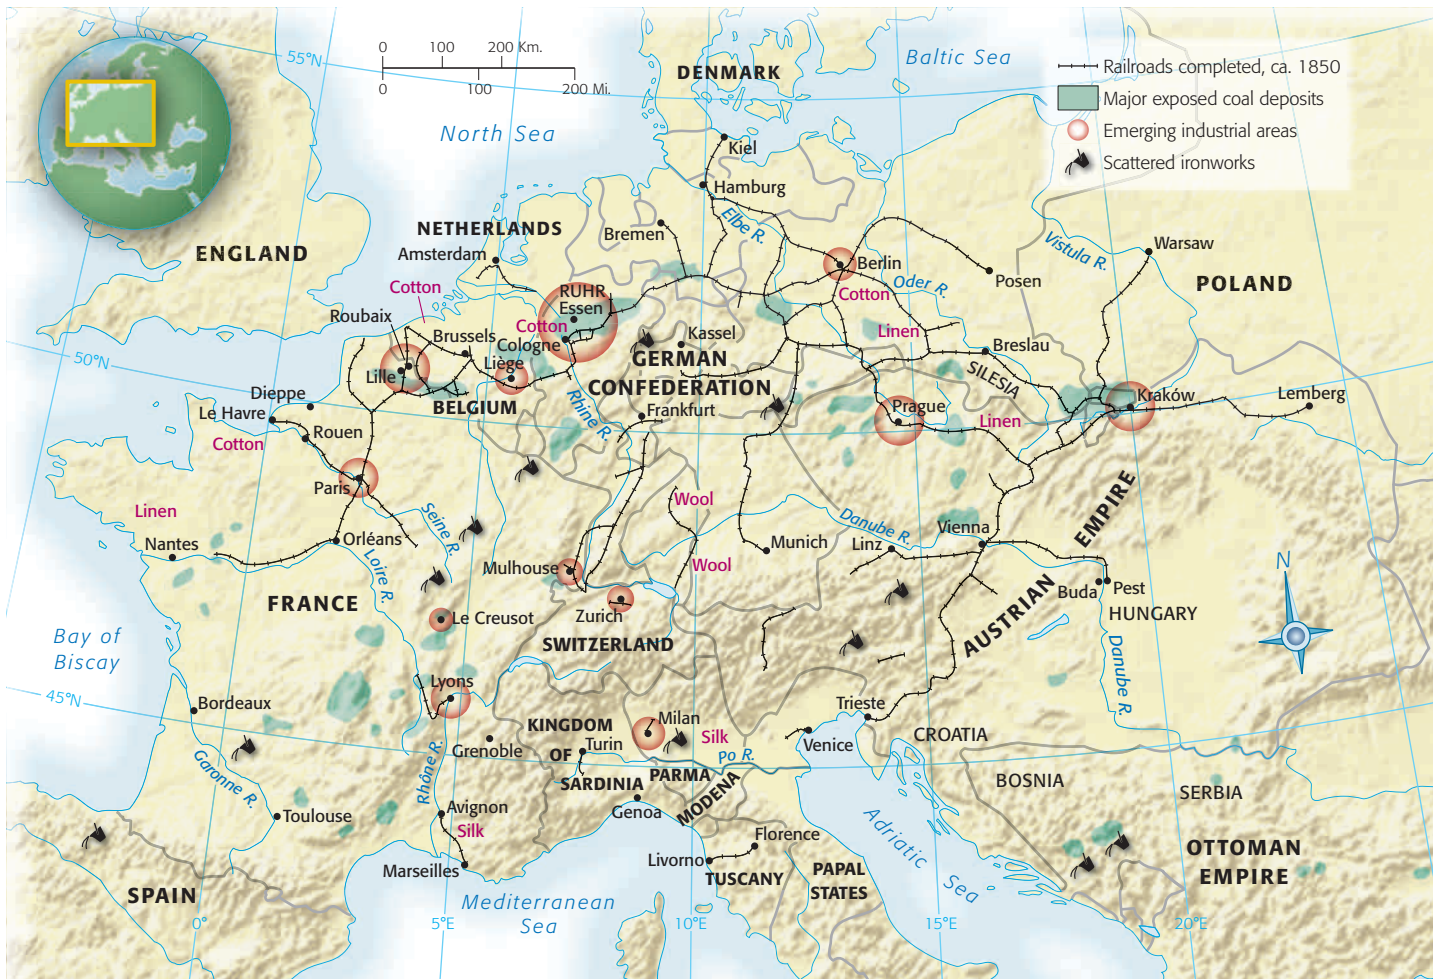 55°N
0 100 200 Km.
0 100 200 Mi.
Baltic Sea
DENMARK
Railroads completed, ca. 1850
Major exposed coal deposits
Emerging industrial areas
Scattered ironworks
North Sea
Kiel
Hamburg
Elbe R.
NETHERLANDS
Amsterdam
Bremen
ENGLAND
Berlin
Cotton
Oder R.
Posen
Vistula R.
Warsaw
POLAND
Cotton
RUHR
Essen
Cotton
Cologne
Roubaix
Brussels
Liège
Lille
BELGIUM
Kassel
GERMAN
CONFEDERATION
Linen
Breslau
SILESIA
50°N
Dieppe
Le Havre
Cotton
Rouen
Rhine R.
Frankfurt
Prague
Linen
Kraków
Lemberg
Paris
Linen
Nantes
Orléans
Seine R.
Loire R.
Wool
Wool
Munich
Danube R.
Linz
Vienna
AUSTRIAN
EMPIRE
Buda
Pest
HUNGARY
Danube R.
N
Mulhouse
Zurich
SWITZERLAND
FRANCE
Le Creusot
Bay of
Biscay
45°N
Bordeaux
Lyons
Grenoble
KINGDOM
OF
SARDINIA
Turin
Milan
Silk
Po R.
PARMA
MODENA
Genoa
Venice
Trieste
CROATIA
BOSNIA
SERBIA
OTTOMAN
EMPIRE
Garonne R.
Toulouse
Rhône R.
Avignon
Silk
Marseilles
Livorno
Florence
TUSCANY
PAPAL
STATES
Adriatic Sea
SPAIN
Mediterranean
Sea
0°
5°E
10°E
15°E
20°E